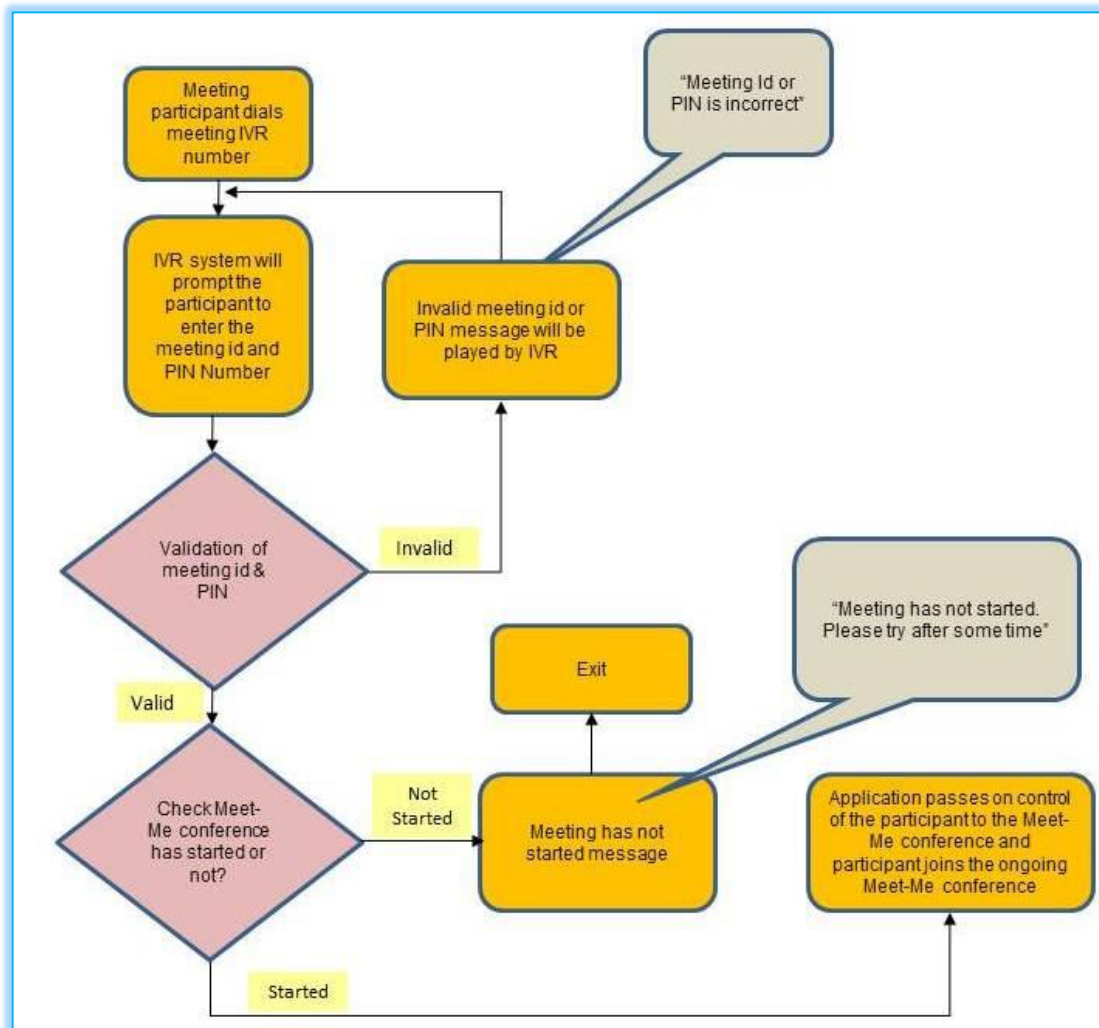 Meeting
participant dials
meeting IVR
number
"Meeting Id or
PIN is incorrect"
IVR system will
prompt the
participant to
enter the
meeting id and
PIN Number
Invalid meeting id or
PIN message will be
played by IVR
Validation of
meeting id &
PIN
Invalid
Valid
"Meeting has not started.
Please try after some time"
Exit
Check Meet-
Me conference
has started or
not?
Not
Started
Meeting has not
started message
Application passes on control
of the participant to the Meet-
Me conference and
participant joins the ongoing
Meet-Me conference
Started